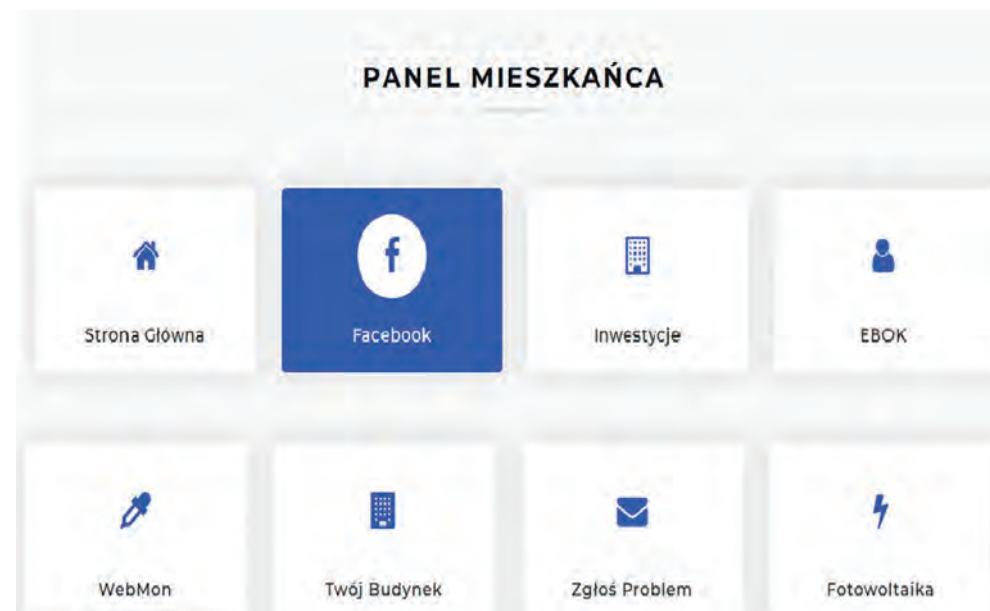 PANEL MIESZKAŃCA
Strona Główna
Facebook
Inwestycje
EBOK
WebMon
Twój Budynek
Zgłoś Problem
Fotowoltaika